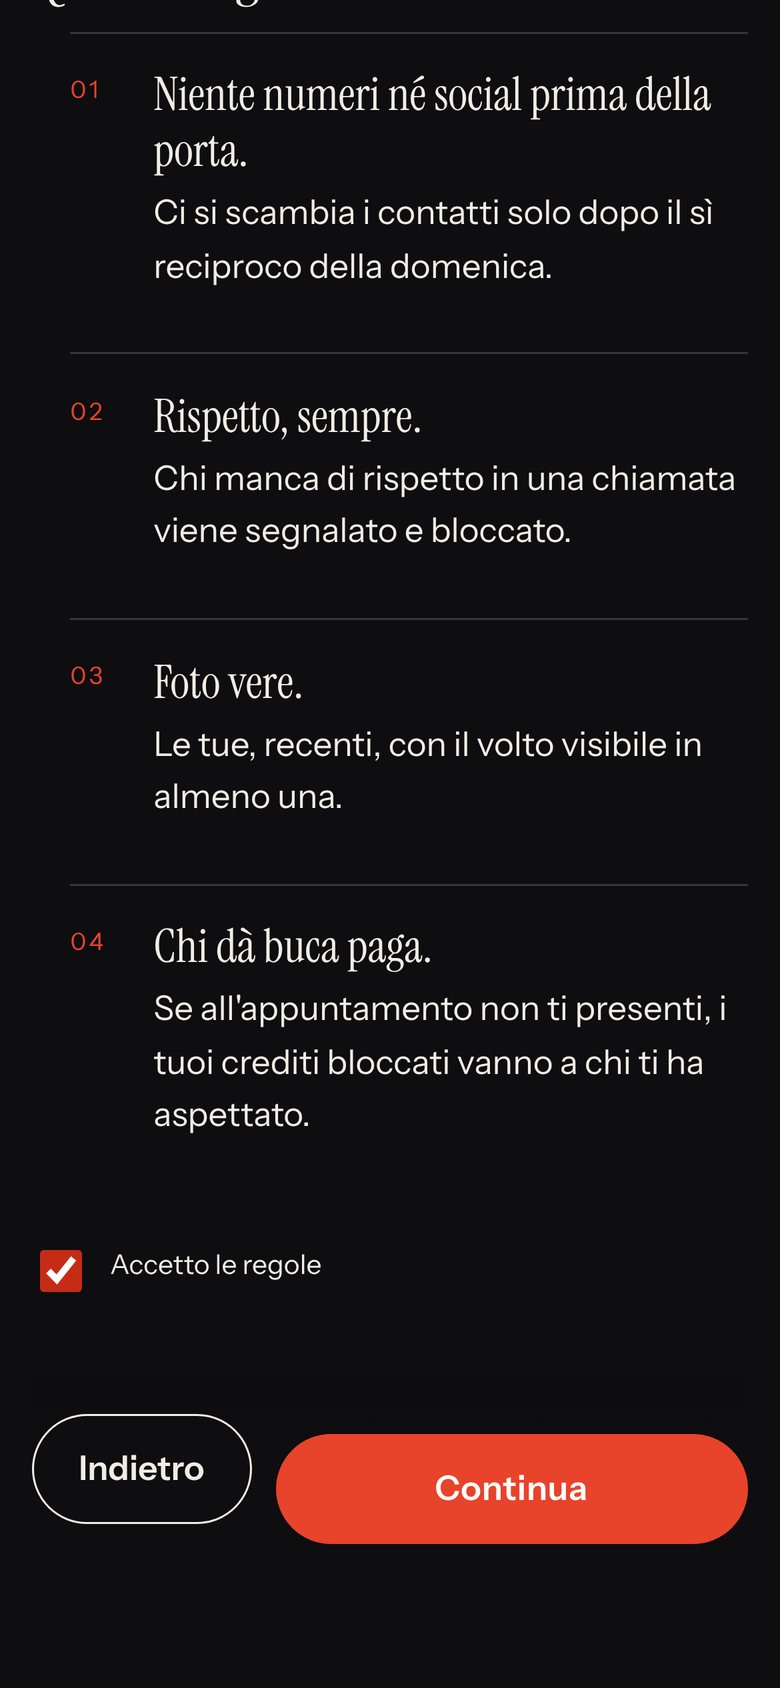 01
Niente numeri né social prima della
porta.
Ci si scambia i contatti solo dopo il sì
reciproco della domenica.
02
Rispetto, sempre.
Chi manca di rispetto in una chiamata
viene segnalato e bloccato.
03
Foto vere.
Le tue, recenti, con il volto visibile in
almeno una.
04
Chi dà buca paga.
Se all'appuntamento non ti presenti, i
tuoi crediti bloccati vanno a chi ti ha
aspettato.
Accetto le regole
Indietro
Continua